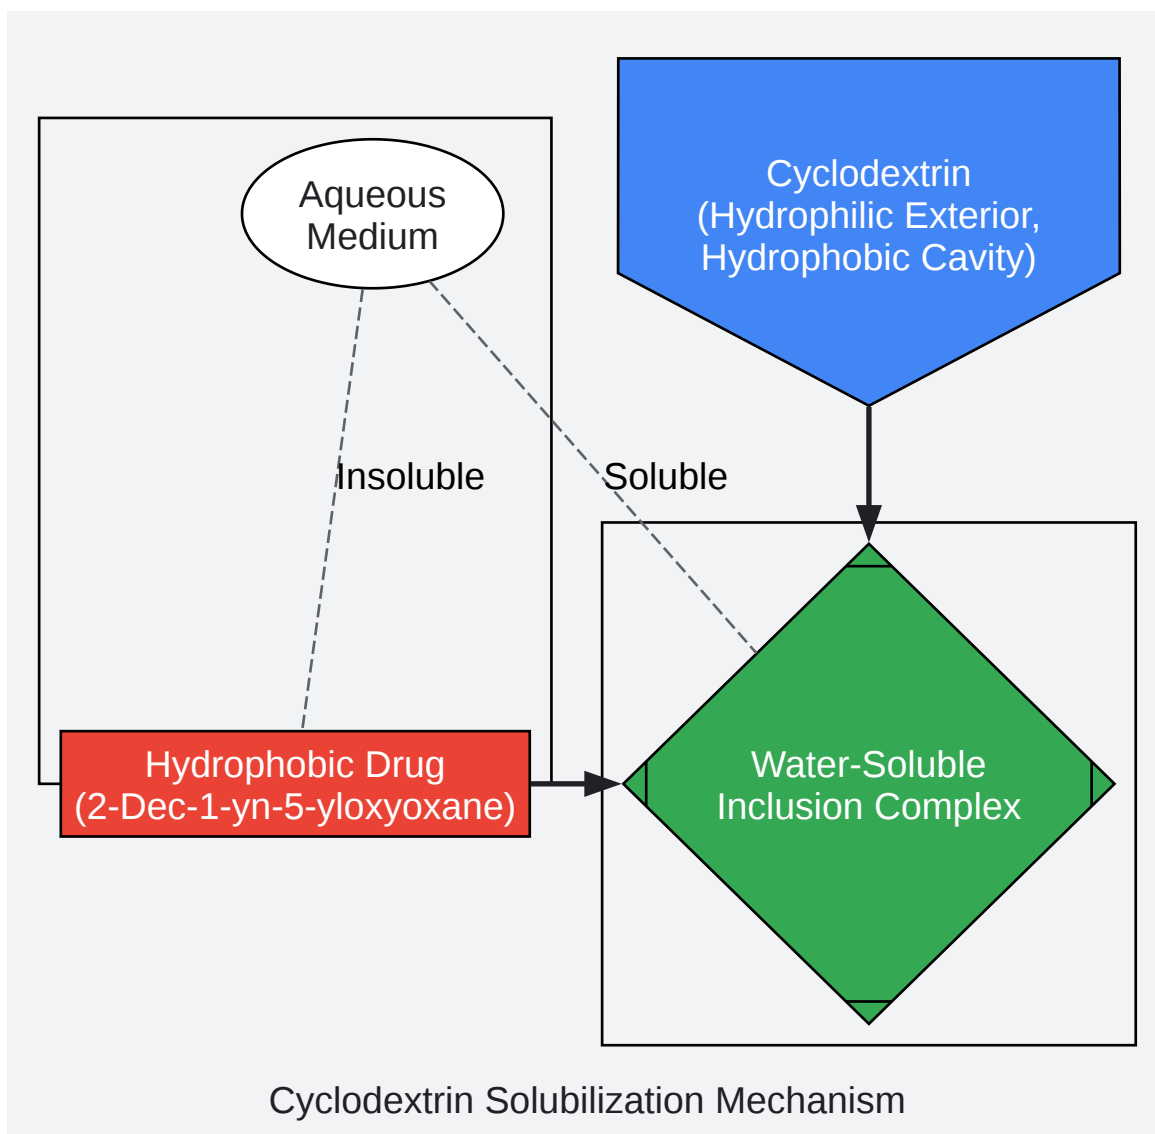 Aqueous
Medium
Cyclodextrin
(Hydrophilic Exterior,
Hydrophobic Cavity)
Insoluble
Soluble
Hydrophobic Drug
(2-Dec-1-yn-5-yloxyoxane)
Water-Soluble
Inclusion Complex
Cyclodextrin Solubilization Mechanism